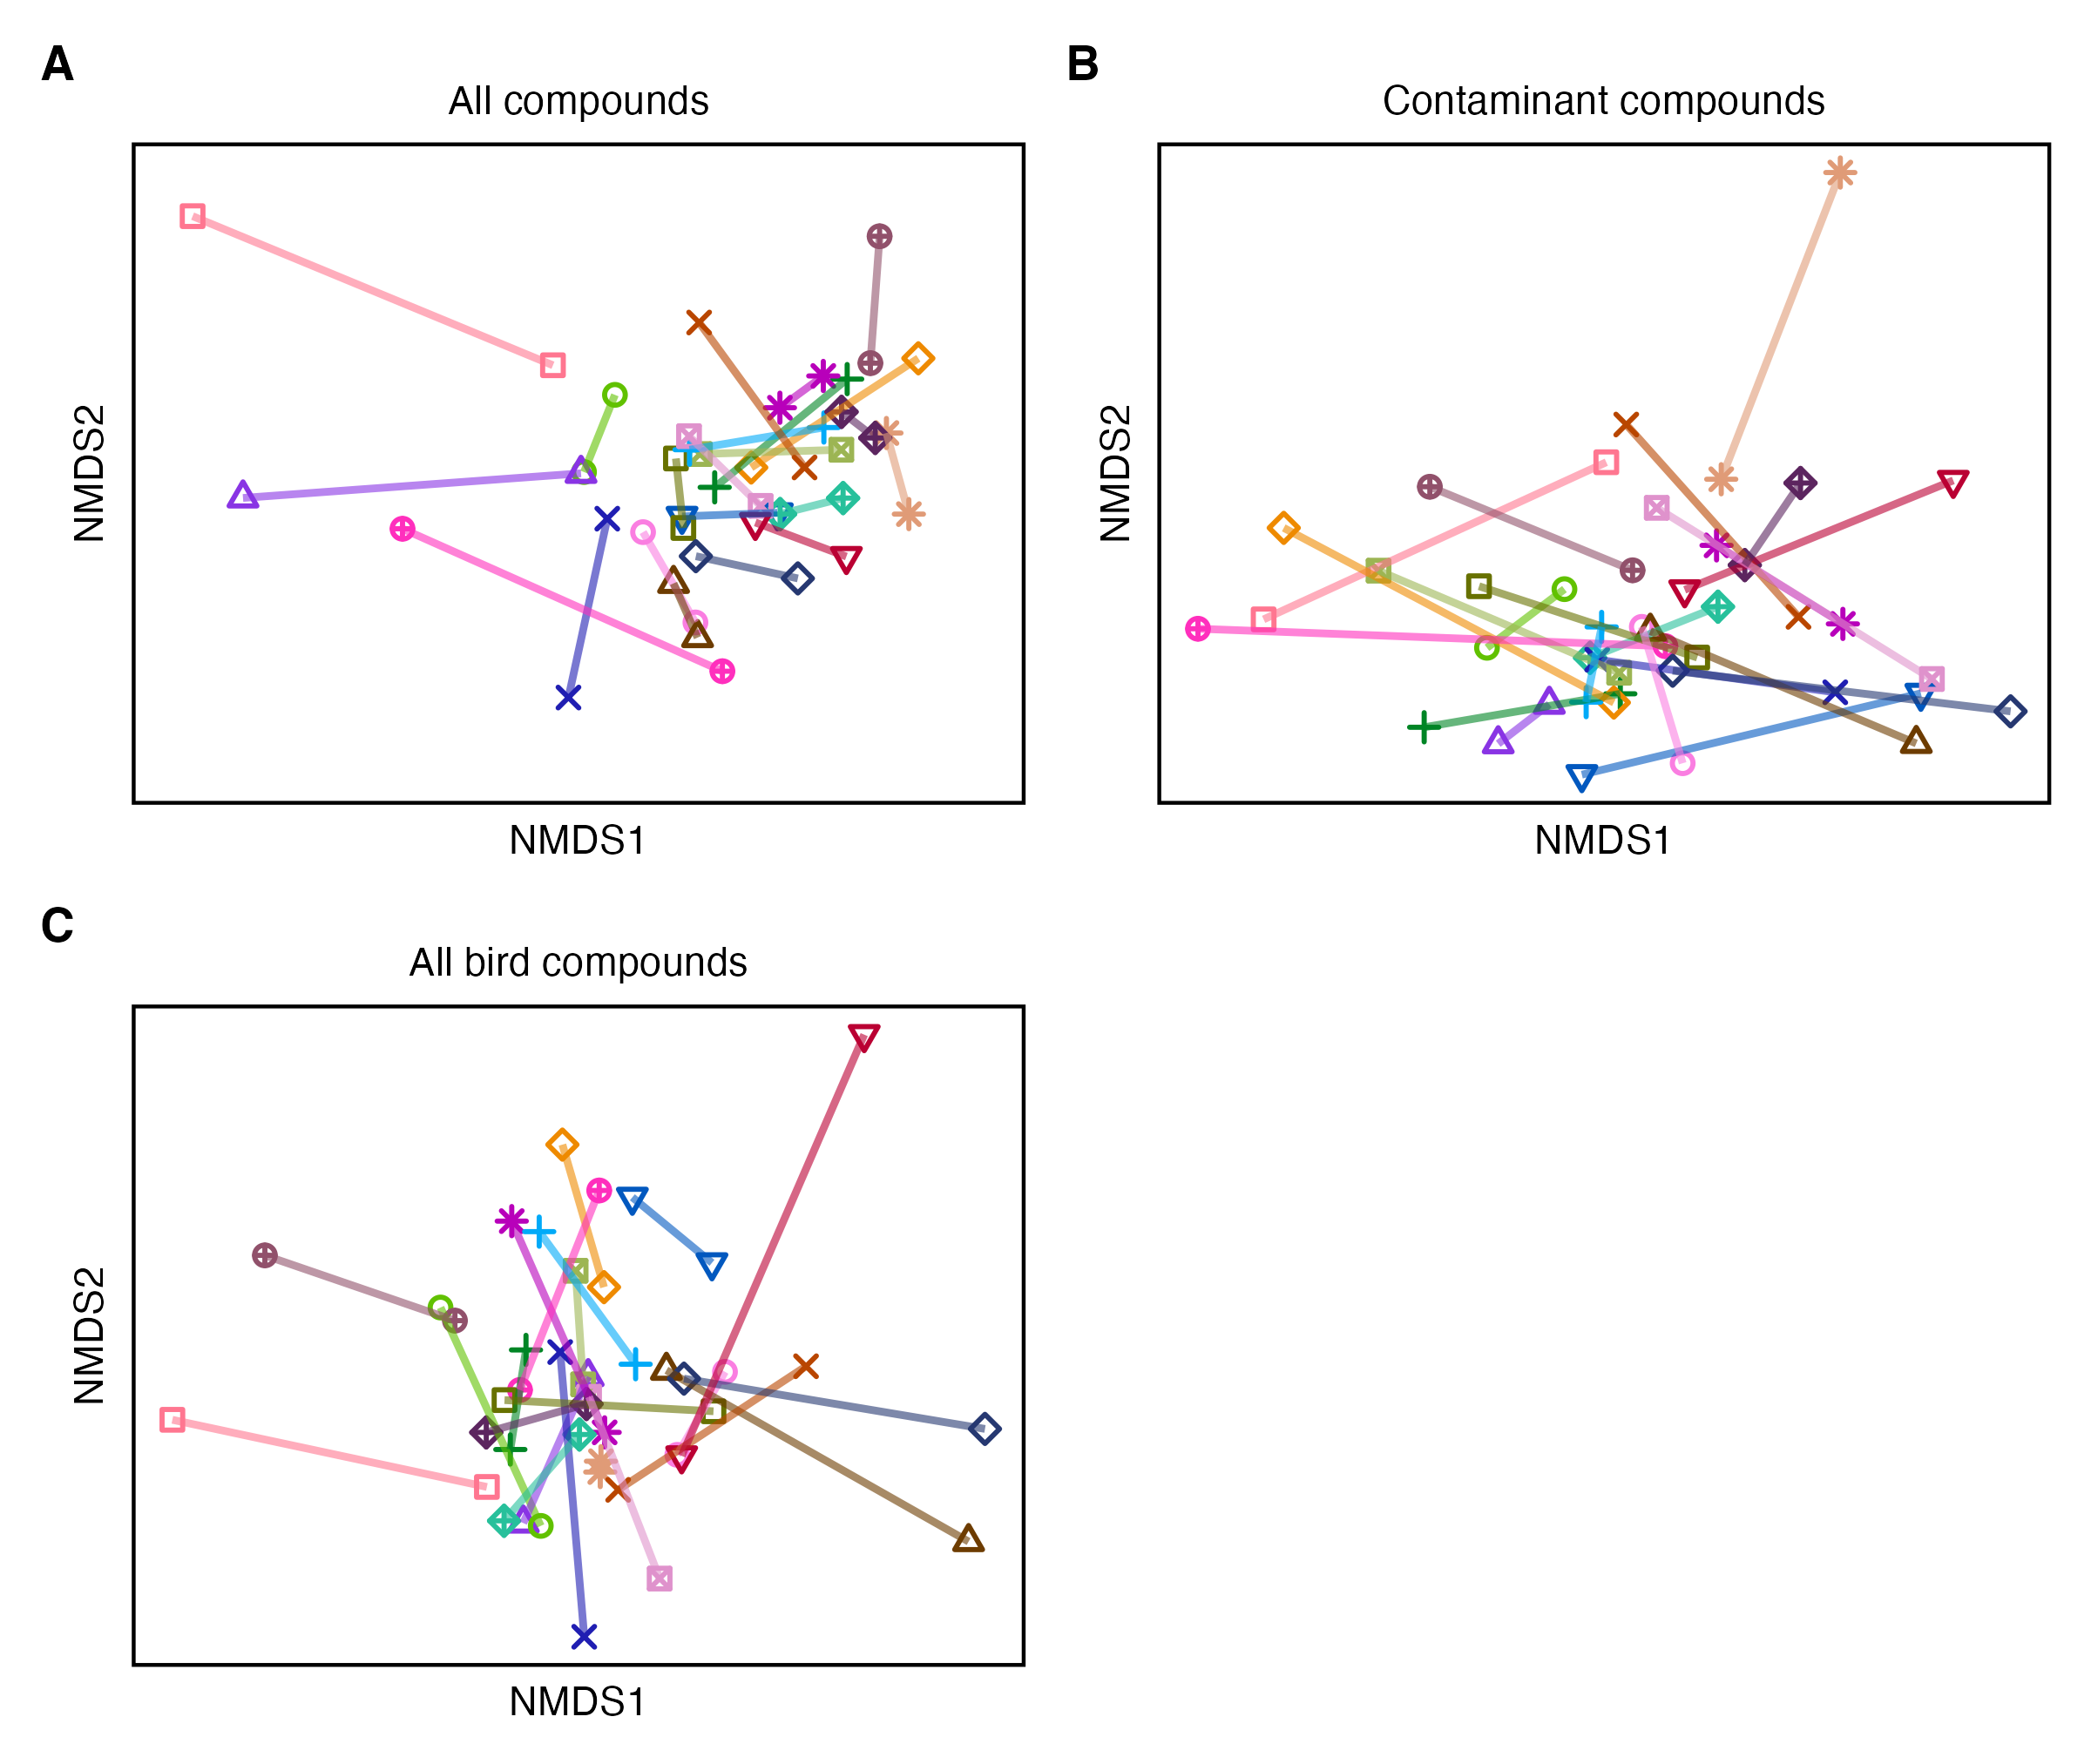 A
All compounds
NMDS2
NMDS1
B
Contaminant compounds
NMDS2
NMDS1
C
All bird compounds
NMDS2
NMDS1